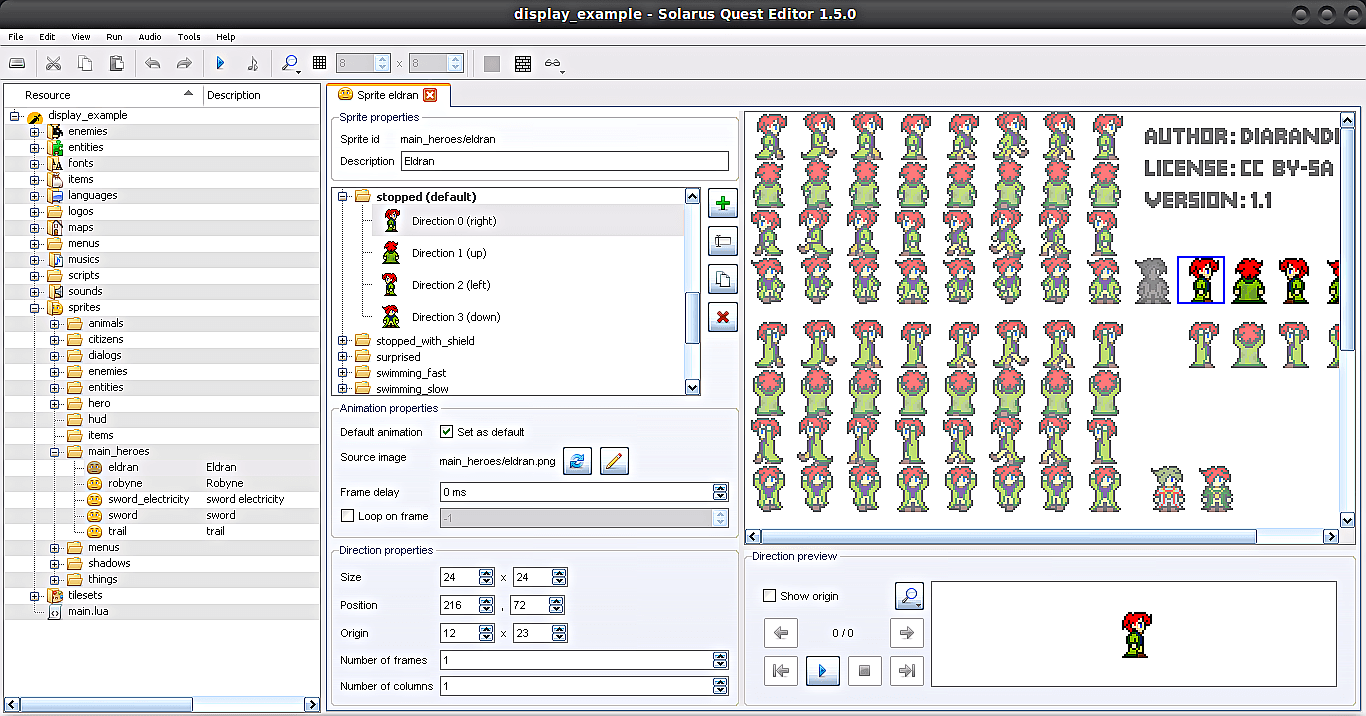 display_example - Solarus Quest Editor 1.5.0
File Edit View Run Audio Tools Help
8 x 8
Resource Description
display_example
enemies
entities
fonts
items
languages
logos
maps
menus
musics
scripts
sounds
sprites
animals
citizens
dialogs
enemies
entities
hero
hud
items
main_heroes
eldran Eldran
robyne Robyne
sword_electricity sword electricity
sword sword
trail trail
menus
shadows
things
tilesets
main.lua
Sprite eldran
Sprite properties
Sprite id main_heroes/eldran
Description Eldran
stopped (default)
Direction 0 (right)
Direction 1 (up)
Direction 2 (left)
Direction 3 (down)
stopped_with_shield
surprised
swimming_fast
swimming_slow
Animation properties
Default animation Set as default
Source image main_heroes/eldran.png
Frame delay 0 ms
Loop on frame -1
Direction properties
Size 24 x 24
Position 216 , 72
Origin 12 x 23
Number of frames 1
Number of columns 1
AUTHOR: DIARANDI
LICENSE: CC BY-SA
VERSION: 1.1
Direction preview
Show origin
0 / 0